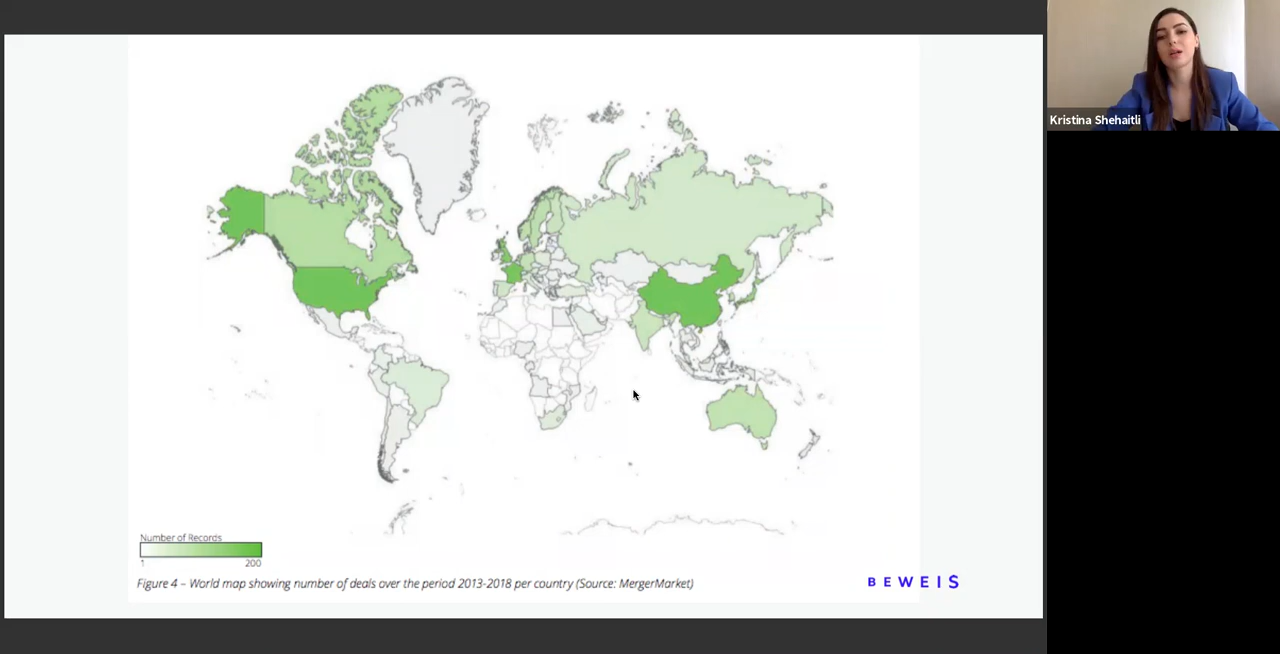 Kristina Shehaitli
Number of Records
1 200
Figure 4 – World map showing number of deals over the period 2013-2018 per country (Source: MergerMarket)
BEWEIS